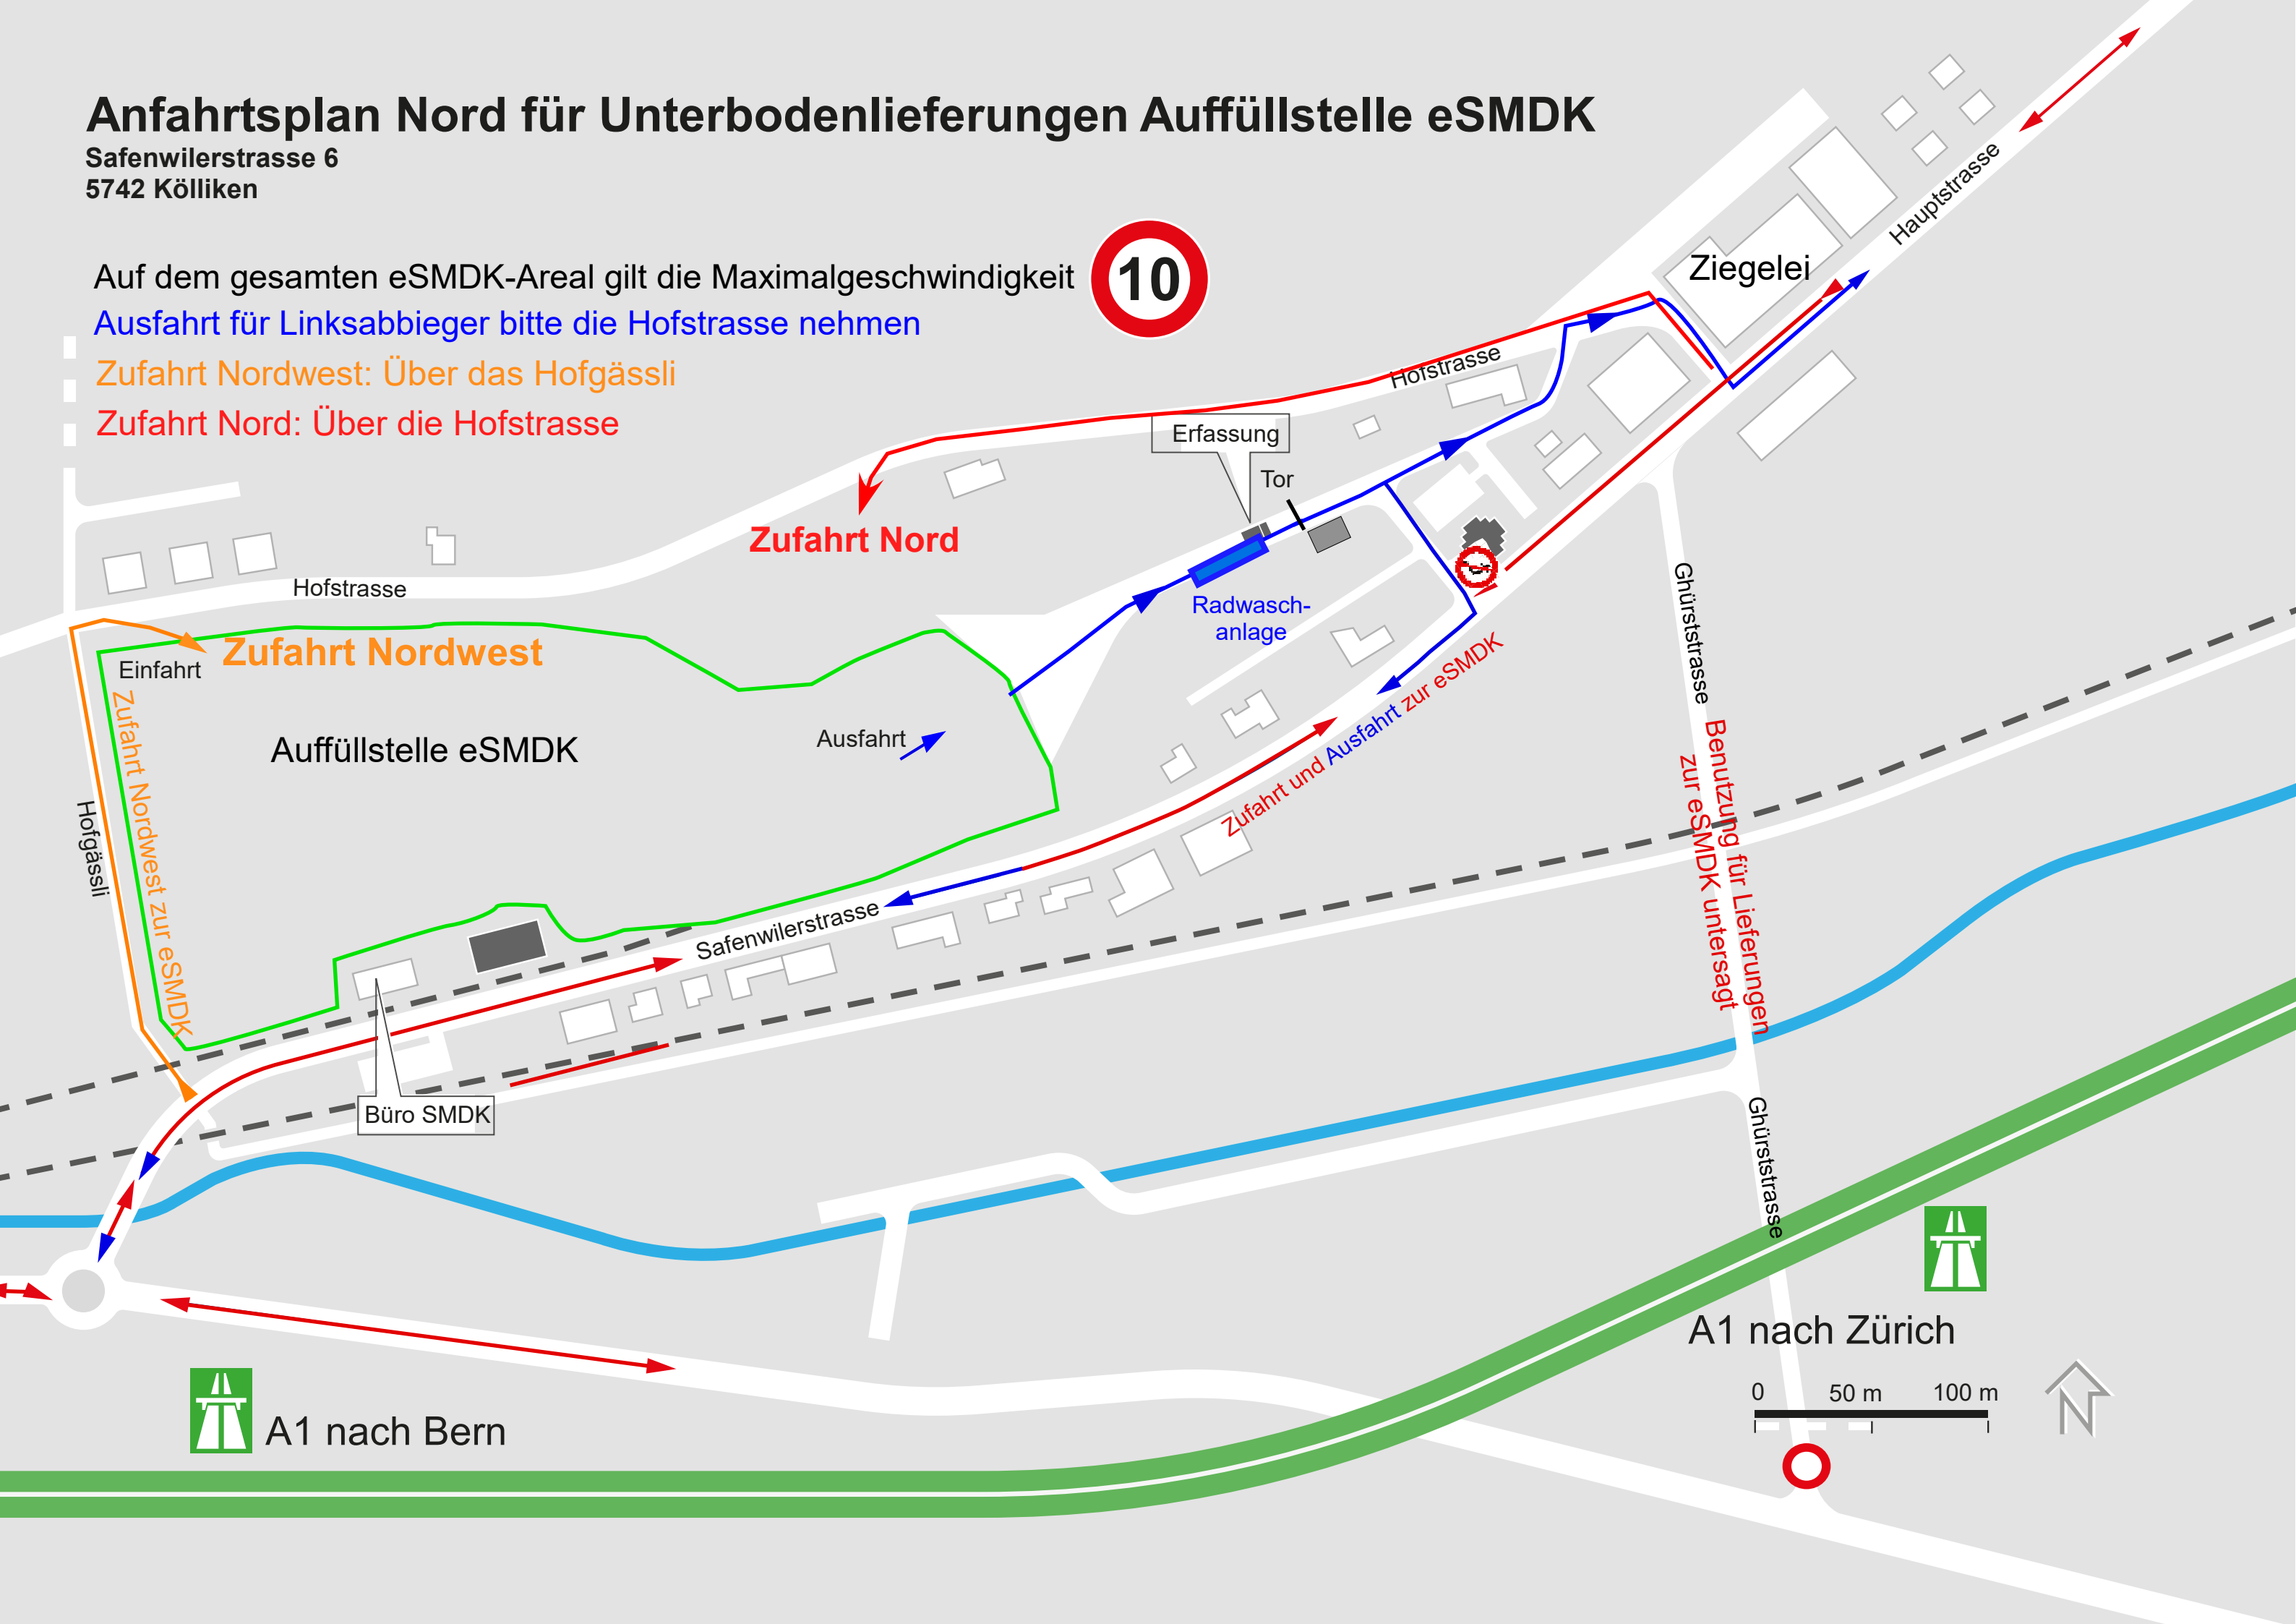 Anfahrtsplan Nord für Unterbodenlieferungen Auffüllstelle eSMDK
Safenwilerstrasse 6
5742 Kölliken
Auf dem gesamten eSMDK-Areal gilt die Maximalgeschwindigkeit
10
Ausfahrt für Linksabbieger bitte die Hofstrasse nehmen
Zufahrt Nordwest: Über das Hofgässli
Zufahrt Nord: Über die Hofstrasse
Hauptstrasse
Ziegelei
Hofstrasse
Erfassung
Tor
Zufahrt Nord
Hofstrasse
Radwasch-
anlage
Ghürststrasse
Zufahrt Nordwest
Einfahrt
Zufahrt Nordwest zur eSMDK
Hofgässli
Auffüllstelle eSMDK
Ausfahrt
Zufahrt und Ausfahrt zur eSMDK
Benutzung für Lieferungen
zur eSMDK untersagt
Safenwilerstrasse
Büro SMDK
Ghürststrasse
A1 nach Zürich
0 50 m 100 m
A1 nach Bern